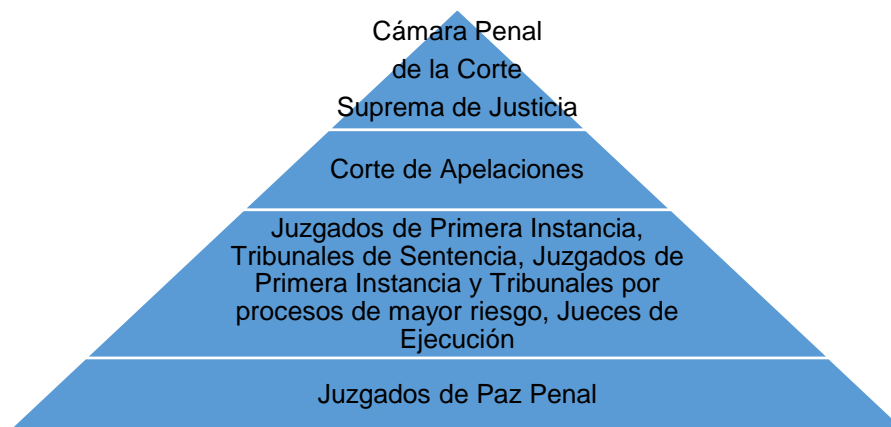 Cámara Penal
de la Corte
Suprema de Justicia
Corte de Apelaciones
Juzgados de Primera Instancia,
Tribunales de Sentencia, Juzgados de
Primera Instancia y Tribunales por
procesos de mayor riesgo, Jueces de
Ejecución
Juzgados de Paz Penal